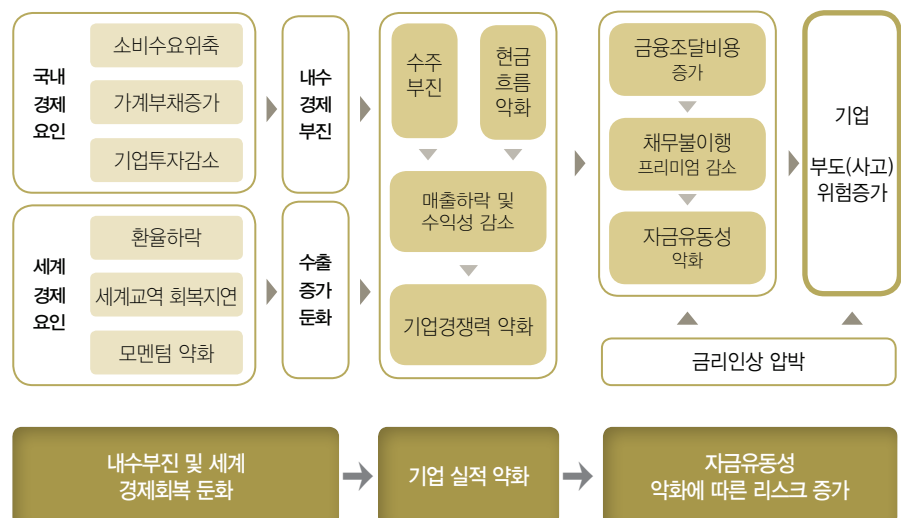 국내
경제
요인
소비수요위축
가계부채증가
기업투자감소
내수
경제
부진
세계
경제
요인
환율하락
세계교역 회복지연
모멘텀 약화
수출
증가
둔화
수주
부진
현금
흐름
악화
매출하락 및
수익성 감소
기업경쟁력 약화
금융조달비용
증가
채무불이행
프리미엄 감소
자금유동성
악화
기업
부도(사고)
위험증가
금리인상 압박
내수부진 및 세계
경제회복 둔화
기업 실적 약화
자금유동성
악화에 따른 리스크 증가